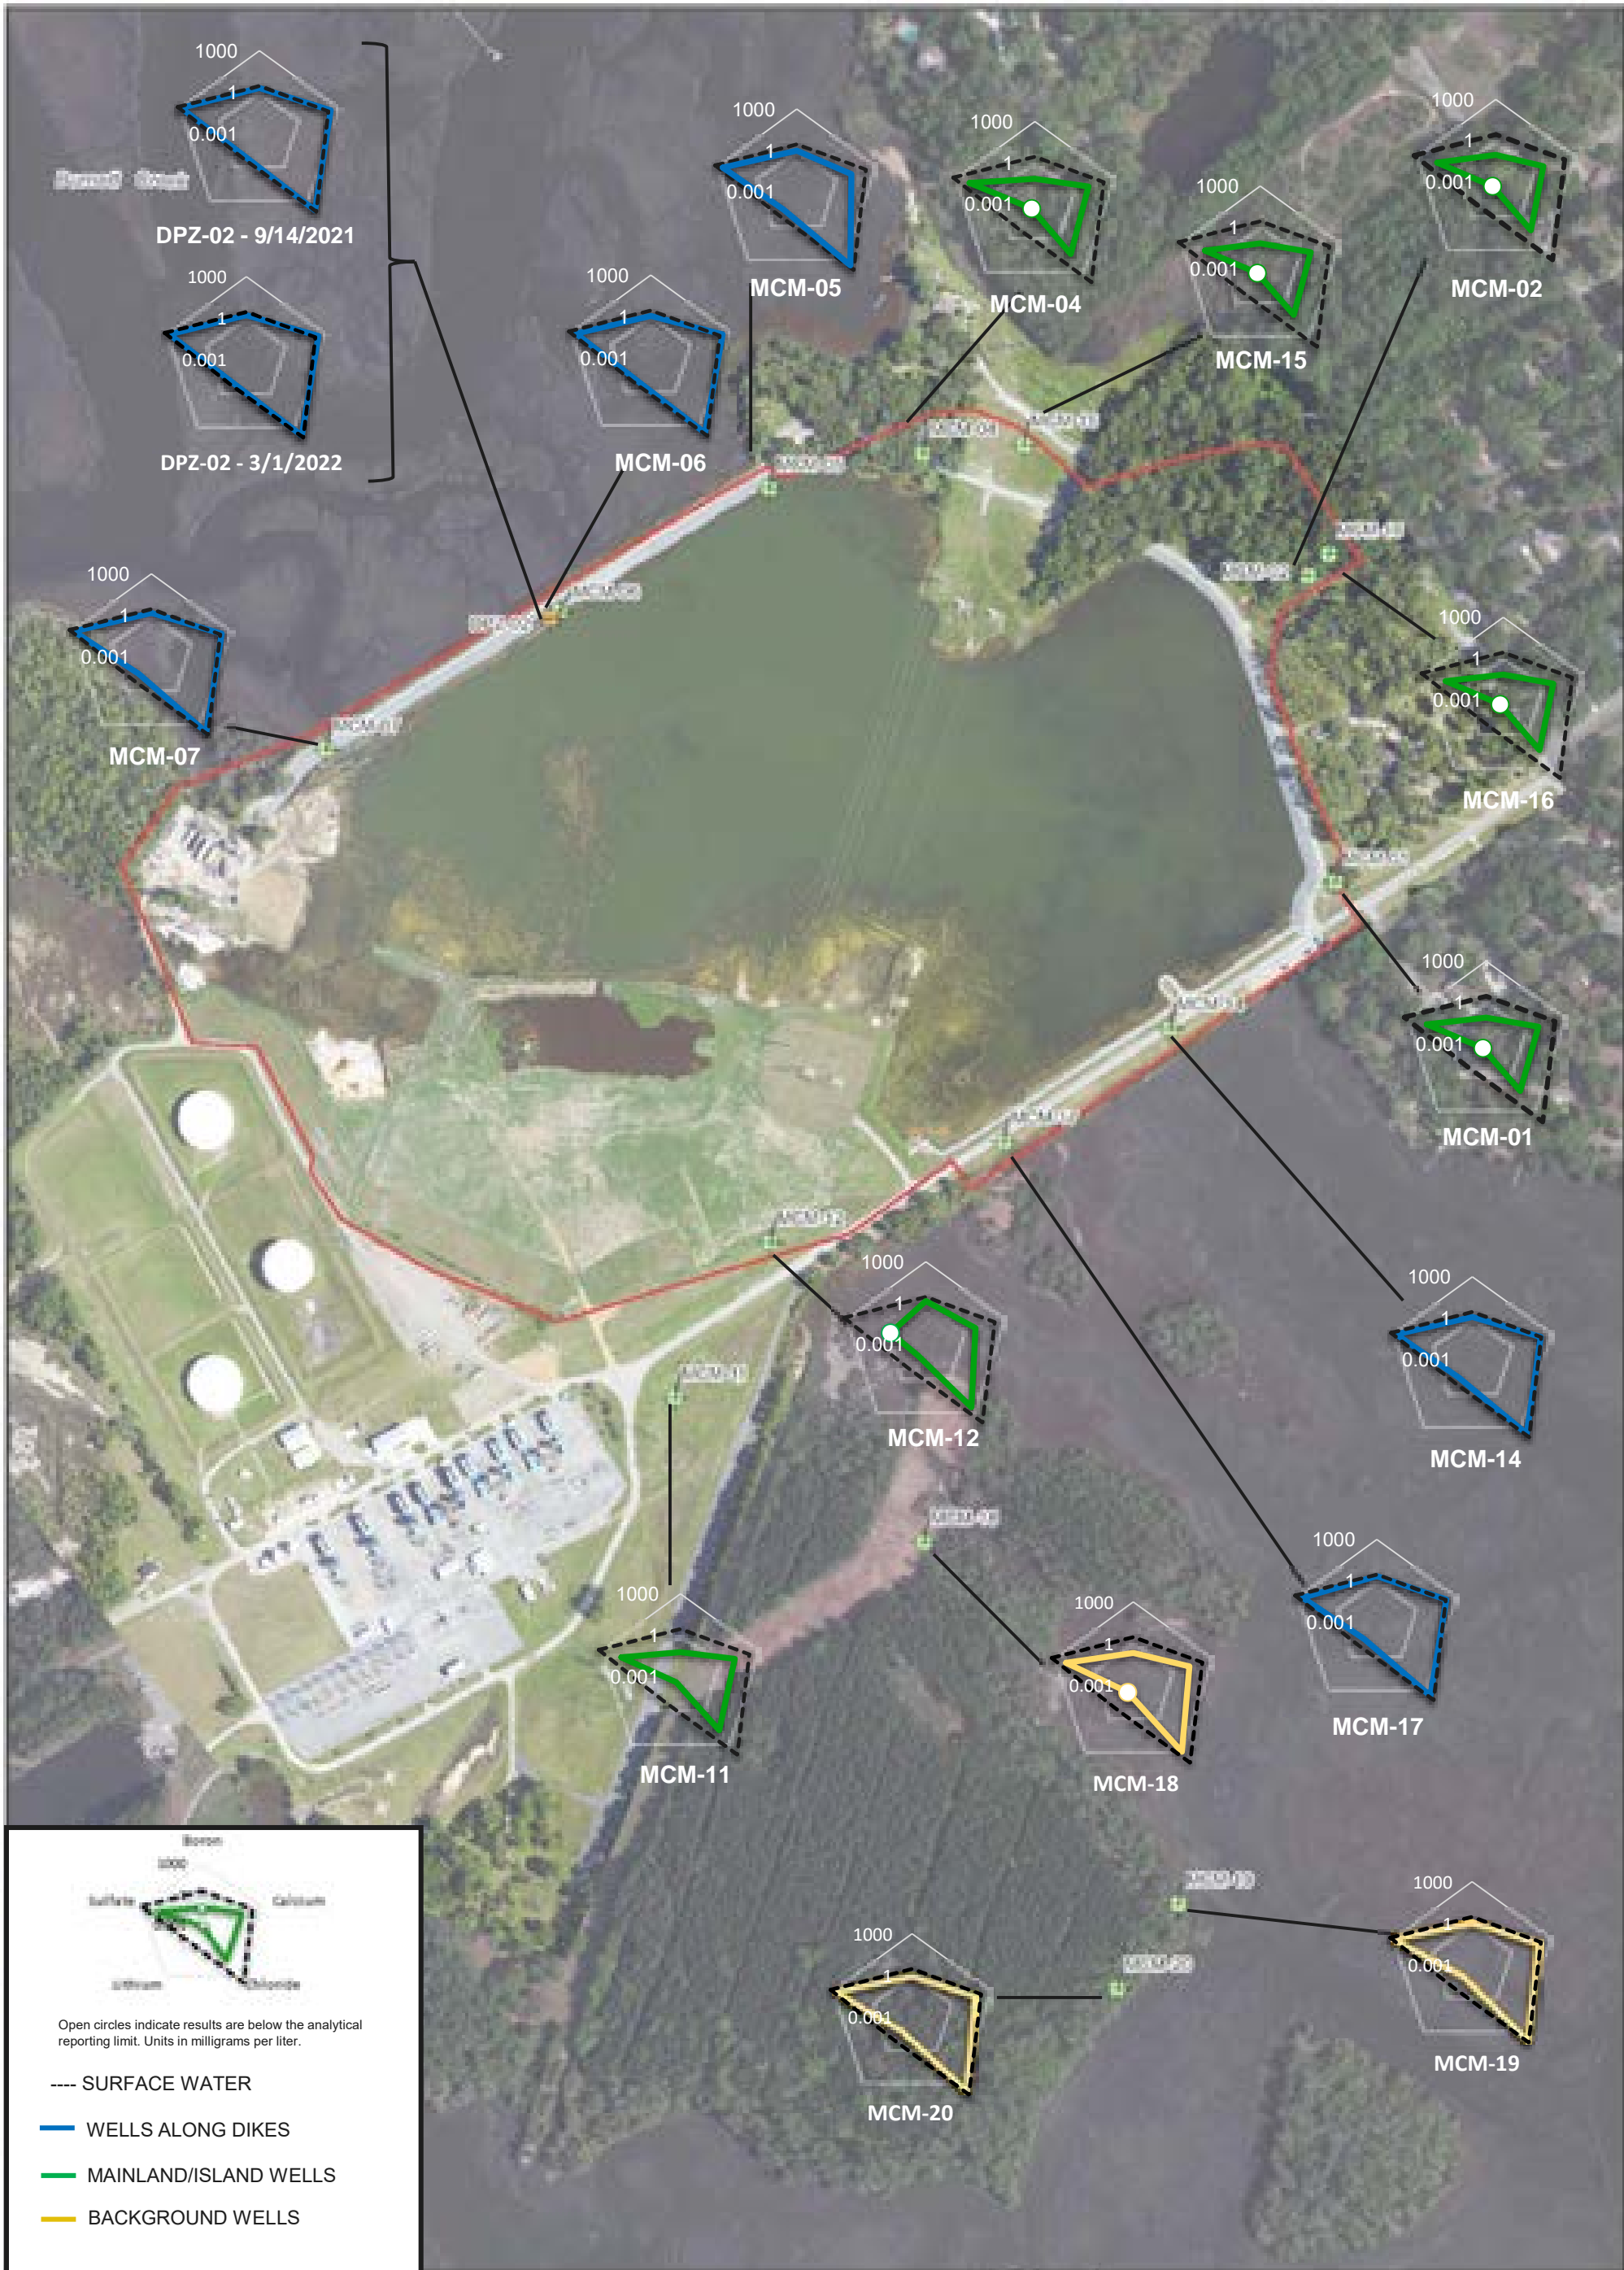 1000
1
0.001
DPZ-02 - 9/14/2021
1000
1
0.001
DPZ-02 - 3/1/2022
1000
1
0.001
MCM-06
1000
1
0.001
MCM-05
1000
1
0.001
MCM-04
1000
1
0.001
MCM-15
1000
1
0.001
MCM-02
1000
1
0.001
MCM-07
1000
1
0.001
MCM-16
1000
1
0.001
MCM-01
1000
1
0.001
MCM-12
1000
1
0.001
MCM-14
1000
1
0.001
MCM-17
1000
1
0.001
MCM-11
1000
1
0.001
MCM-18
1000
1
0.001
MCM-19
1000
1
0.001
MCM-20
MCM-12
MCM-20
Boron
1000
Sulfate
Calcium
Lithium
Chloride
Open circles indicate results are below the analytical
reporting limit. Units in milligrams per liter.
---- SURFACE WATER
WELLS ALONG DIKES
MAINLAND/ISLAND WELLS
BACKGROUND WELLS